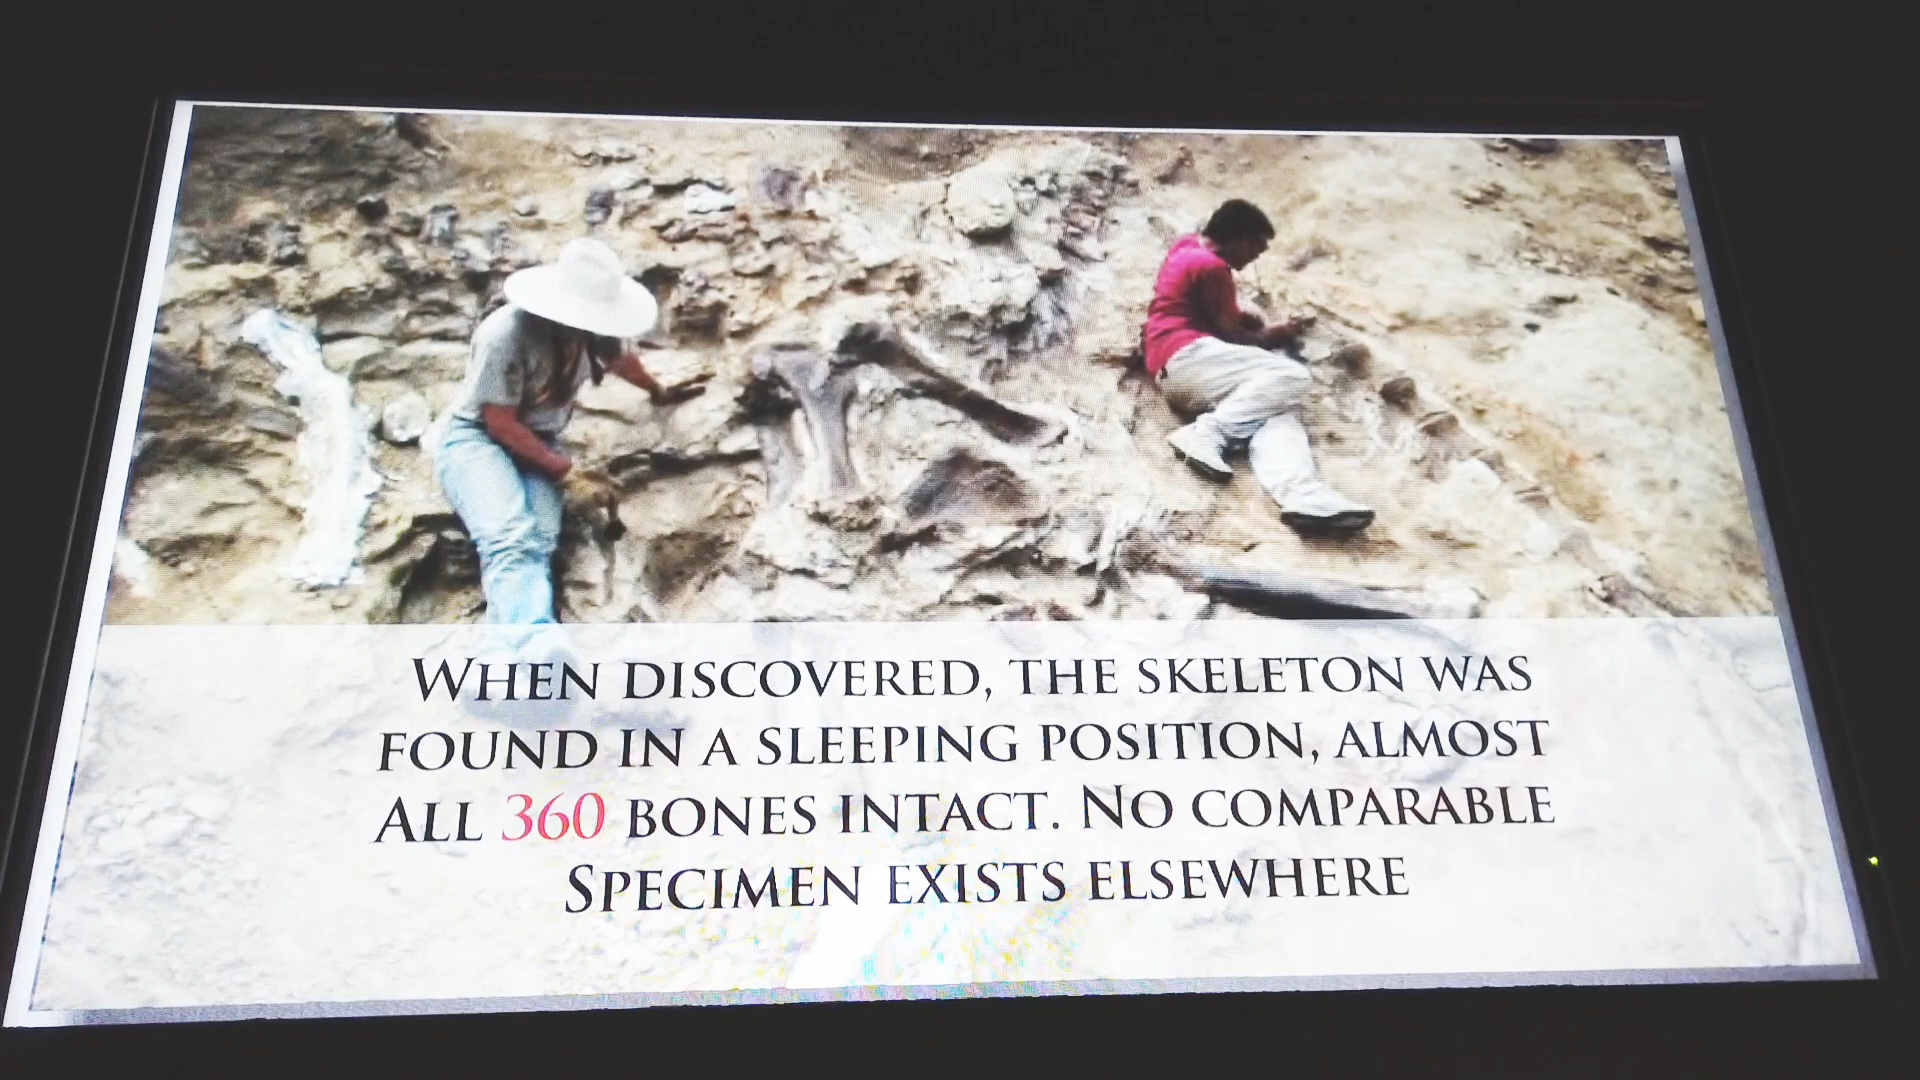 When discovered, the skeleton was
found in a sleeping position, almost
All 360 bones intact. No comparable
Specimen exists elsewhere